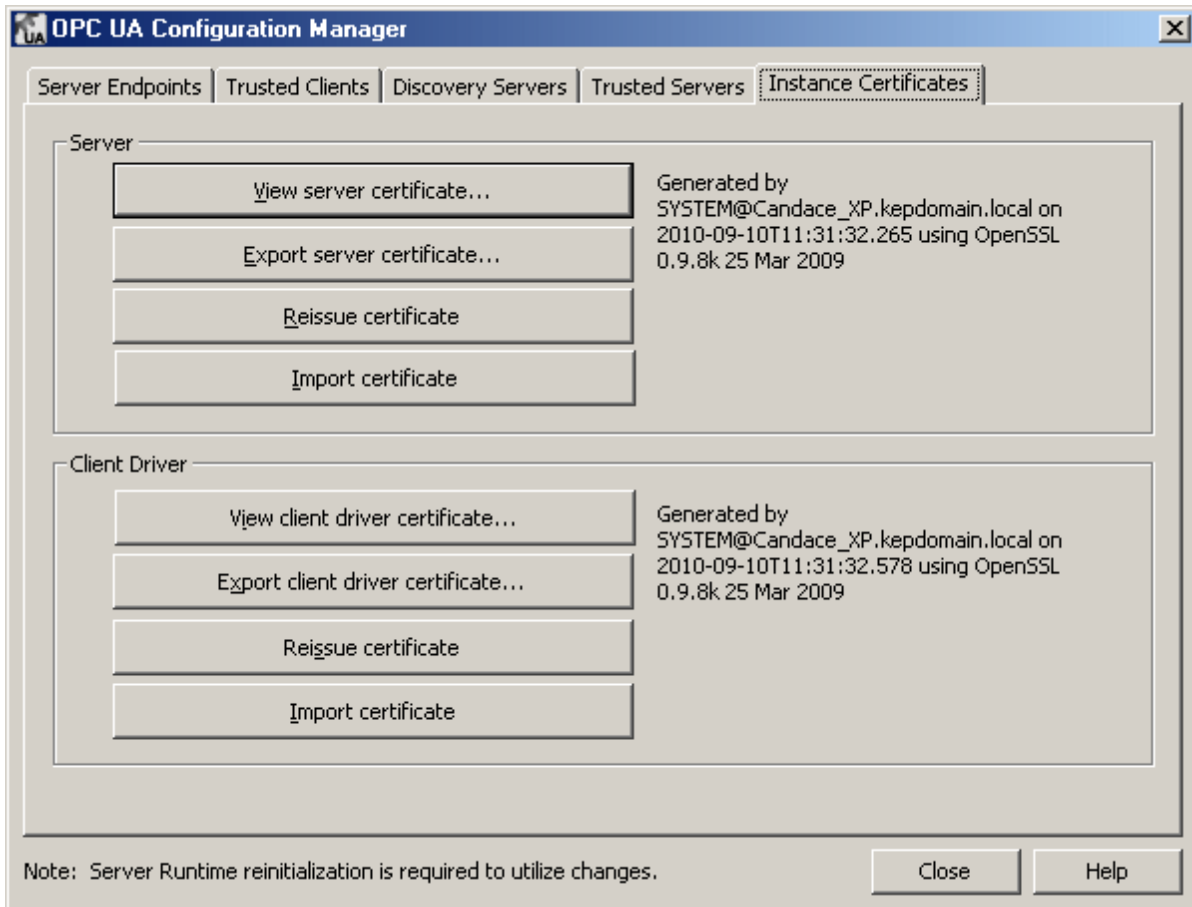 UA OPC UA Configuration Manager
Server Endpoints Trusted Clients Discovery Servers Trusted Servers Instance Certificates
Server
View server certificate...
Export server certificate...
Reissue certificate
Import certificate
Generated by
SYSTEM@Candace_XP.kepdomain.local on
2010-09-10T11:31:32.265 using OpenSSL
0.9.8k 25 Mar 2009
Client Driver
View client driver certificate...
Export client driver certificate...
Reissue certificate
Import certificate
Generated by
SYSTEM@Candace_XP.kepdomain.local on
2010-09-10T11:31:32.578 using OpenSSL
0.9.8k 25 Mar 2009
Note: Server Runtime reinitialization is required to utilize changes.
Close
Help